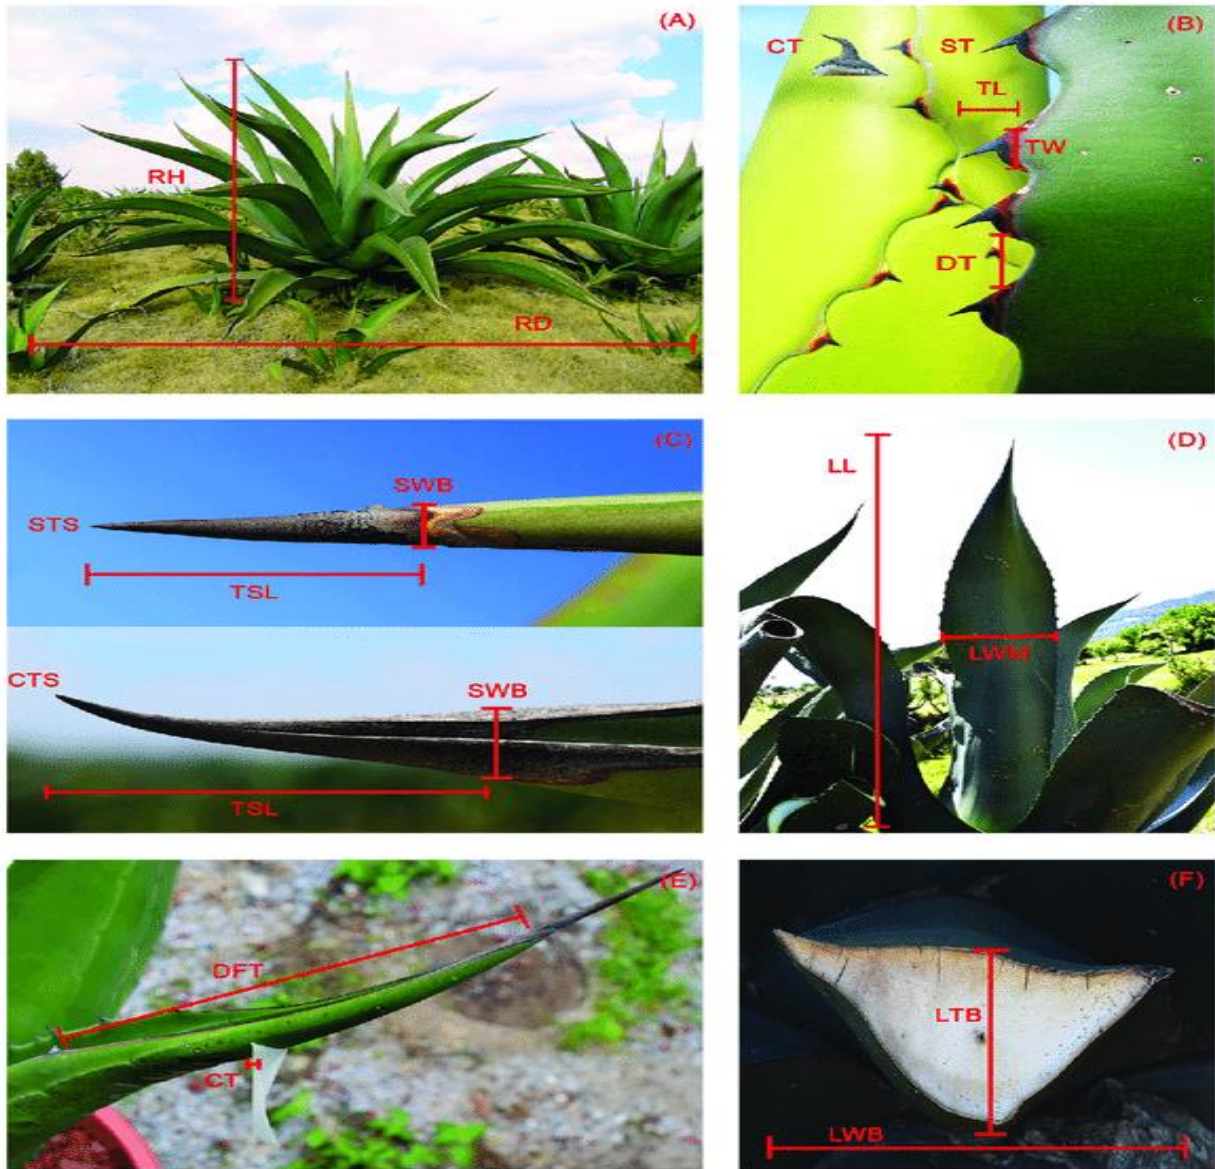 (A)
RH
RD
(B)
CT
ST
TL
TW
DT
(C)
SWB
STS
TSL
CTS
SWB
TSL
(D)
LL
LWM
(E)
DFT
CT
(F)
LTB
LWB